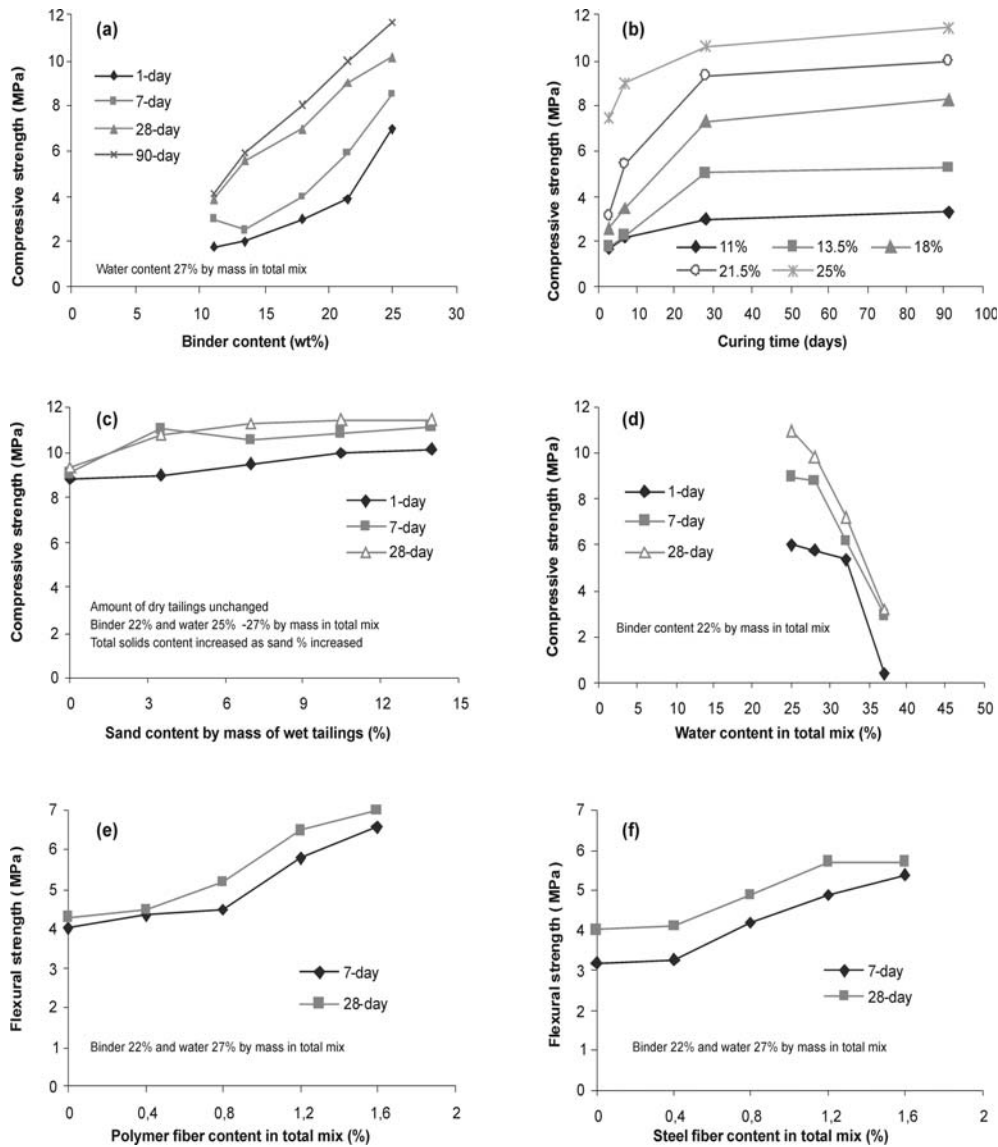 (a)
Compressive strength (MPa)
12
10
8
6
4
2
0
1-day
7-day
28-day
90-day
Water content 27% by mass in total mix
0 5 10 15 20 25 30
Binder content (wt%)
(b)
Compressive strength (MPa)
12
10
8
6
4
2
0
11% 13.5% 18%
21.5% 25%
0 10 20 30 40 50 60 70 80 90 100
Curing time (days)
(c)
Compressive strength (MPa)
12
10
8
6
4
2
0
1-day
7-day
28-day
Amount of dry tailings unchanged
Binder 22% and water 25% -27% by mass in total mix
Total solids content increased as sand % increased
0 3 6 9 12 15
Sand content by mass of wet tailings (%)
(d)
Compressive strength (MPa)
12
10
8
6
4
2
0
1-day
7-day
28-day
Binder content 22% by mass in total mix
0 5 10 15 20 25 30 35 40 45 50
Water content in total mix (%)
(e)
Flexural strength ( MPa)
7
6
5
4
3
2
1
0
7-day
28-day
Binder 22% and water 27% by mass in total mix
0 0,4 0,8 1,2 1,6 2
Polymer fiber content in total mix (%)
(f)
Flexural strength ( MPa)
7
6
5
4
3
2
1
0
7-day
28-day
Binder 22% and water 27% by mass in total mix
0 0,4 0,8 1,2 1,6 2
Steel fiber content in total mix (%)